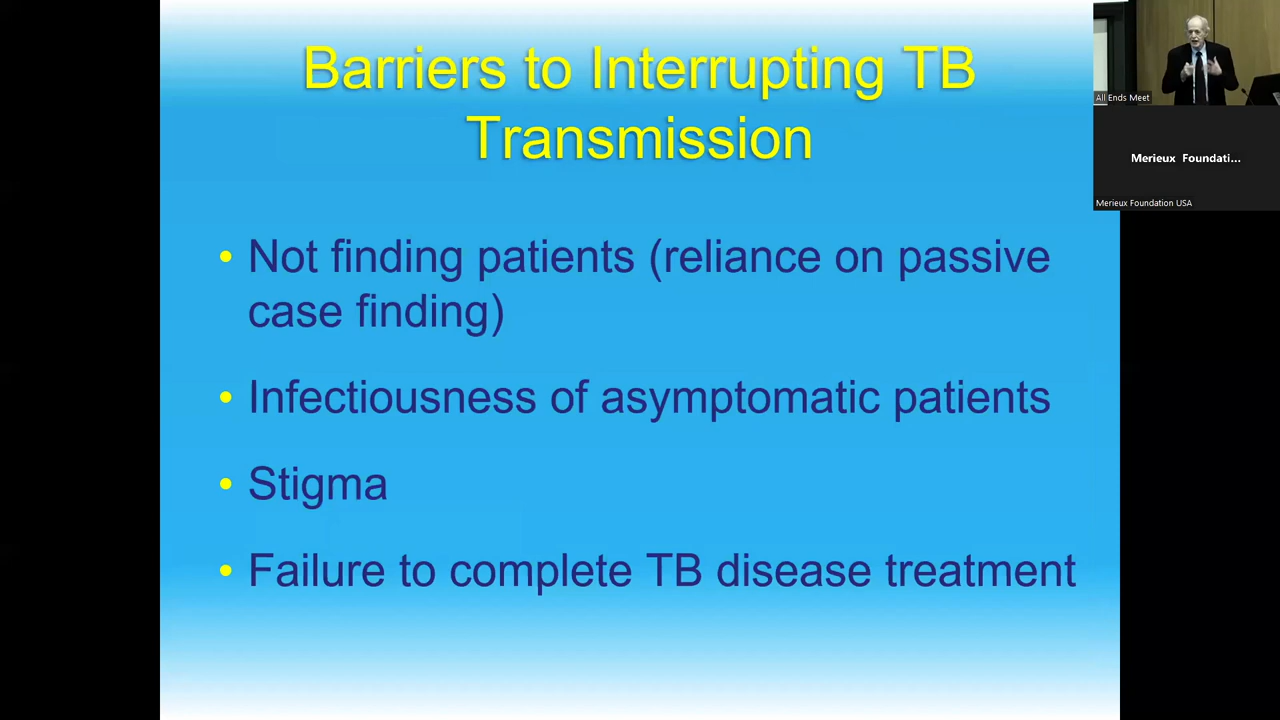 Barriers to Interrupting TB
Transmission
• Not finding patients (reliance on passive
case finding)
• Infectiousness of asymptomatic patients
• Stigma
• Failure to complete TB disease treatment
All Ends Meet
Merieux Foundati...
Merieux Foundation USA